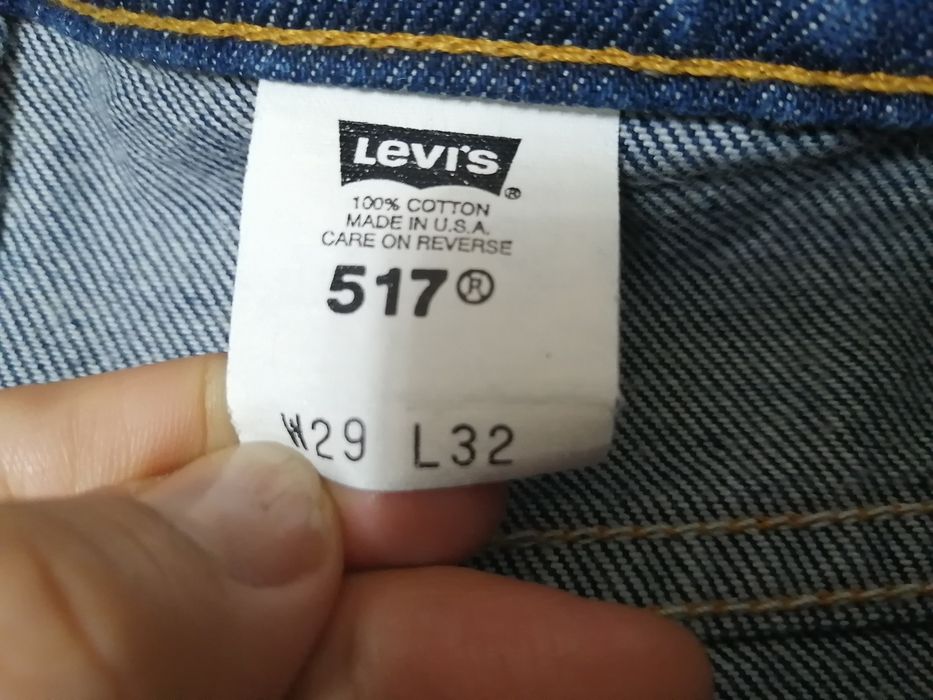 Levi's®
100% COTTON
MADE IN U.S.A.
CARE ON REVERSE
517®
W29 L32